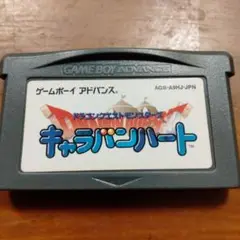 GAME BOY ADVANCE
ゲームボーイ アドバンス
AGB-A9HJ-JPN
ドラゴンクエストモンスターズ
キャラバンハート